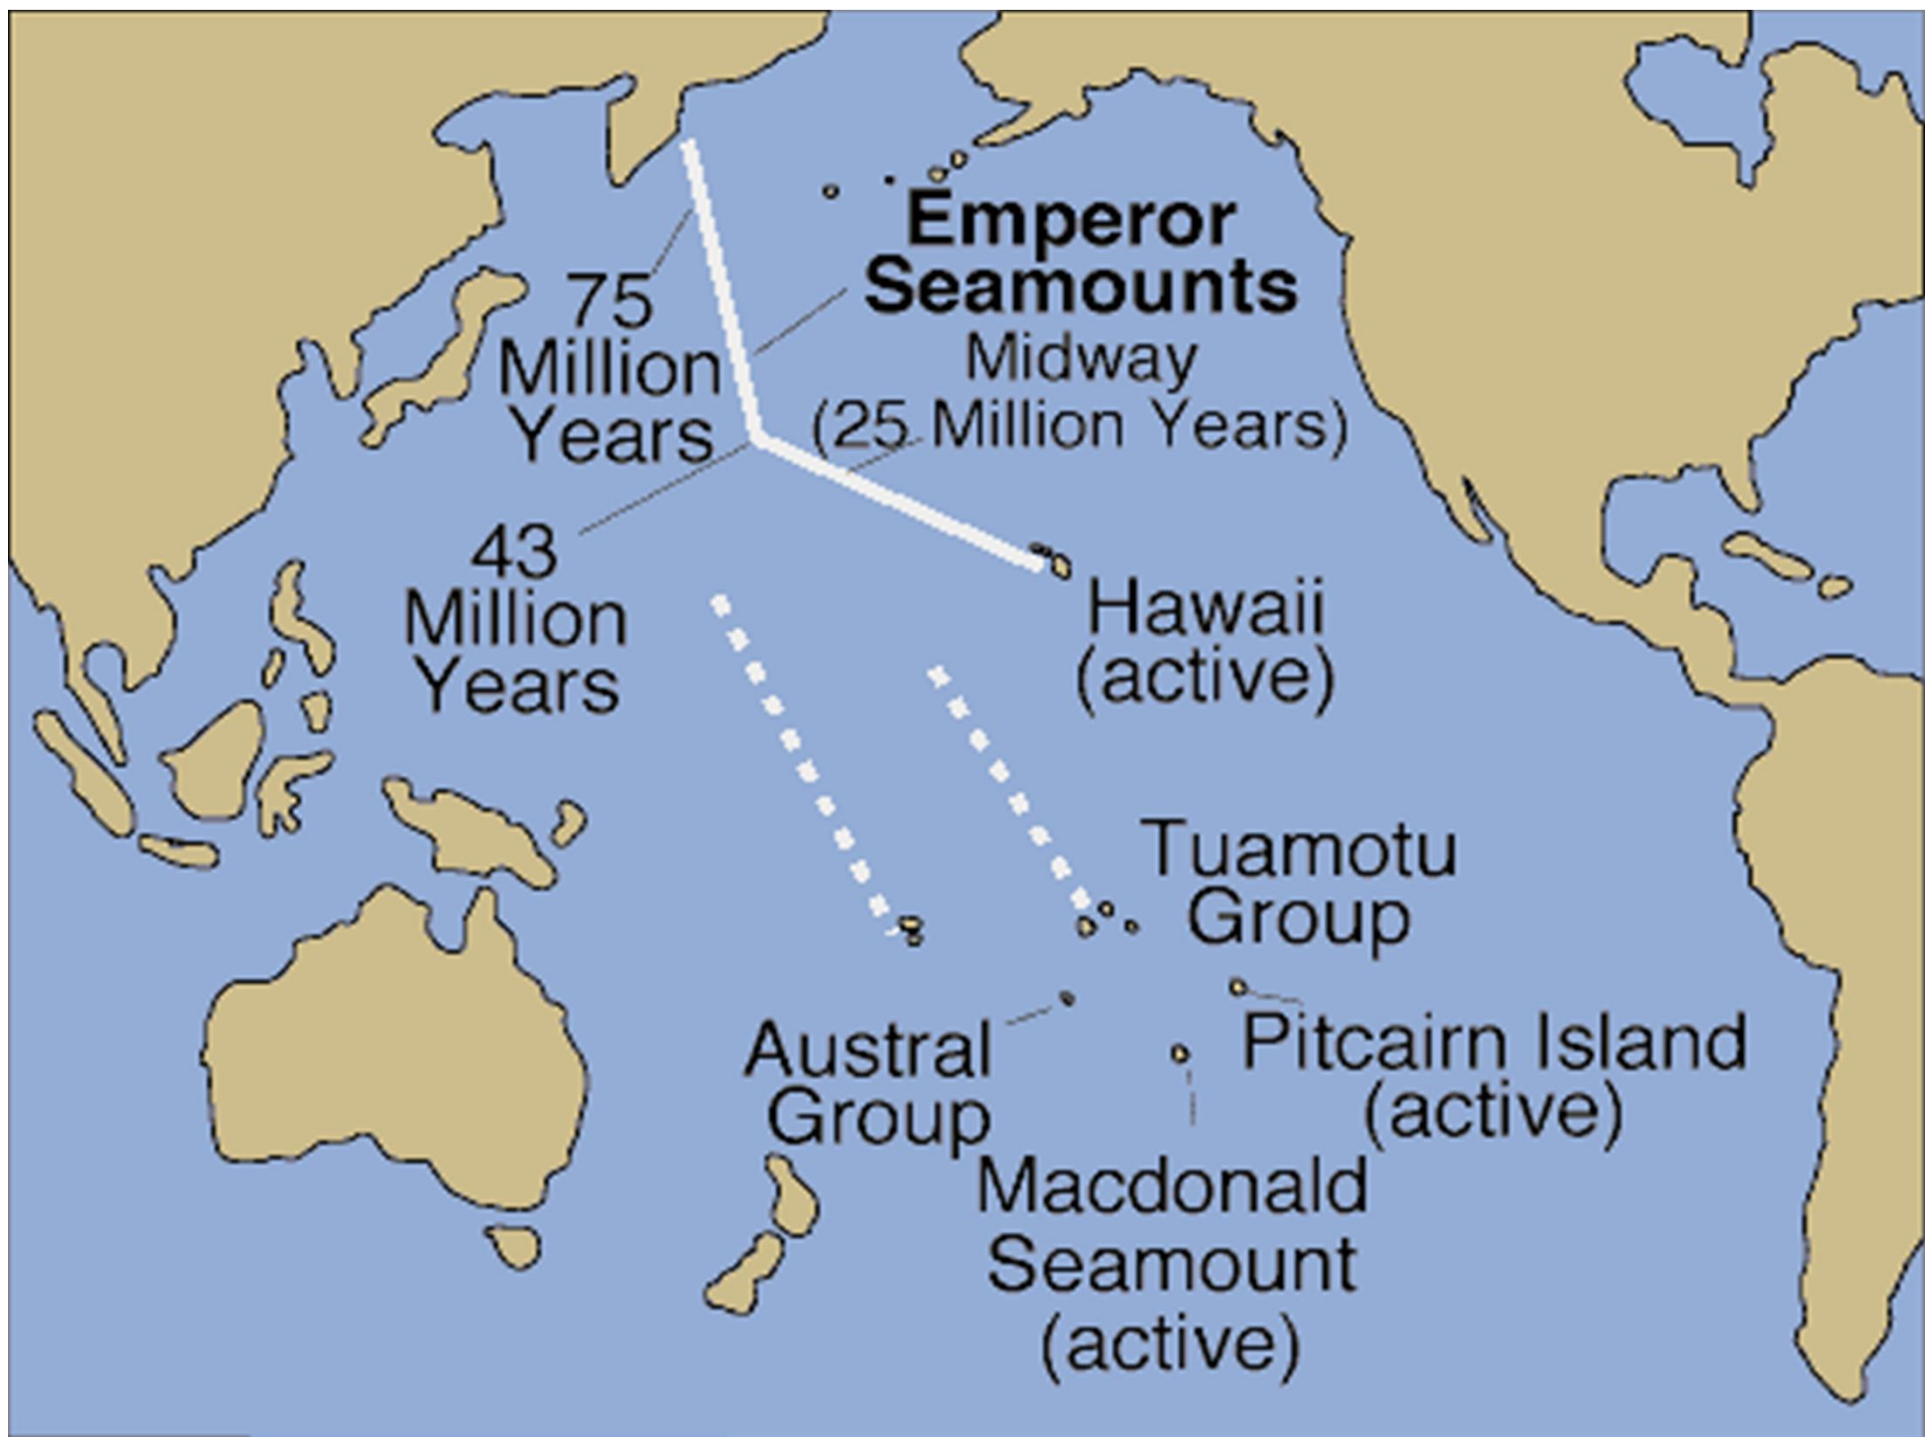 Emperor
Seamounts
75
Million
Years
Midway
(25 Million Years)
43
Million
Years
Hawaii
(active)
Tuamotu
Group
Austral
Group
Pitcairn Island
(active)
Macdonald
Seamount
(active)